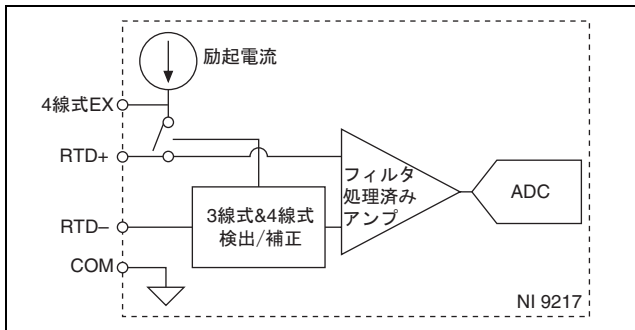 励起電流
4線式EX
RTD+
RTD–
COM
3線式&4線式
検出/補正
フィルタ
処理済み
アンプ
ADC
NI 9217